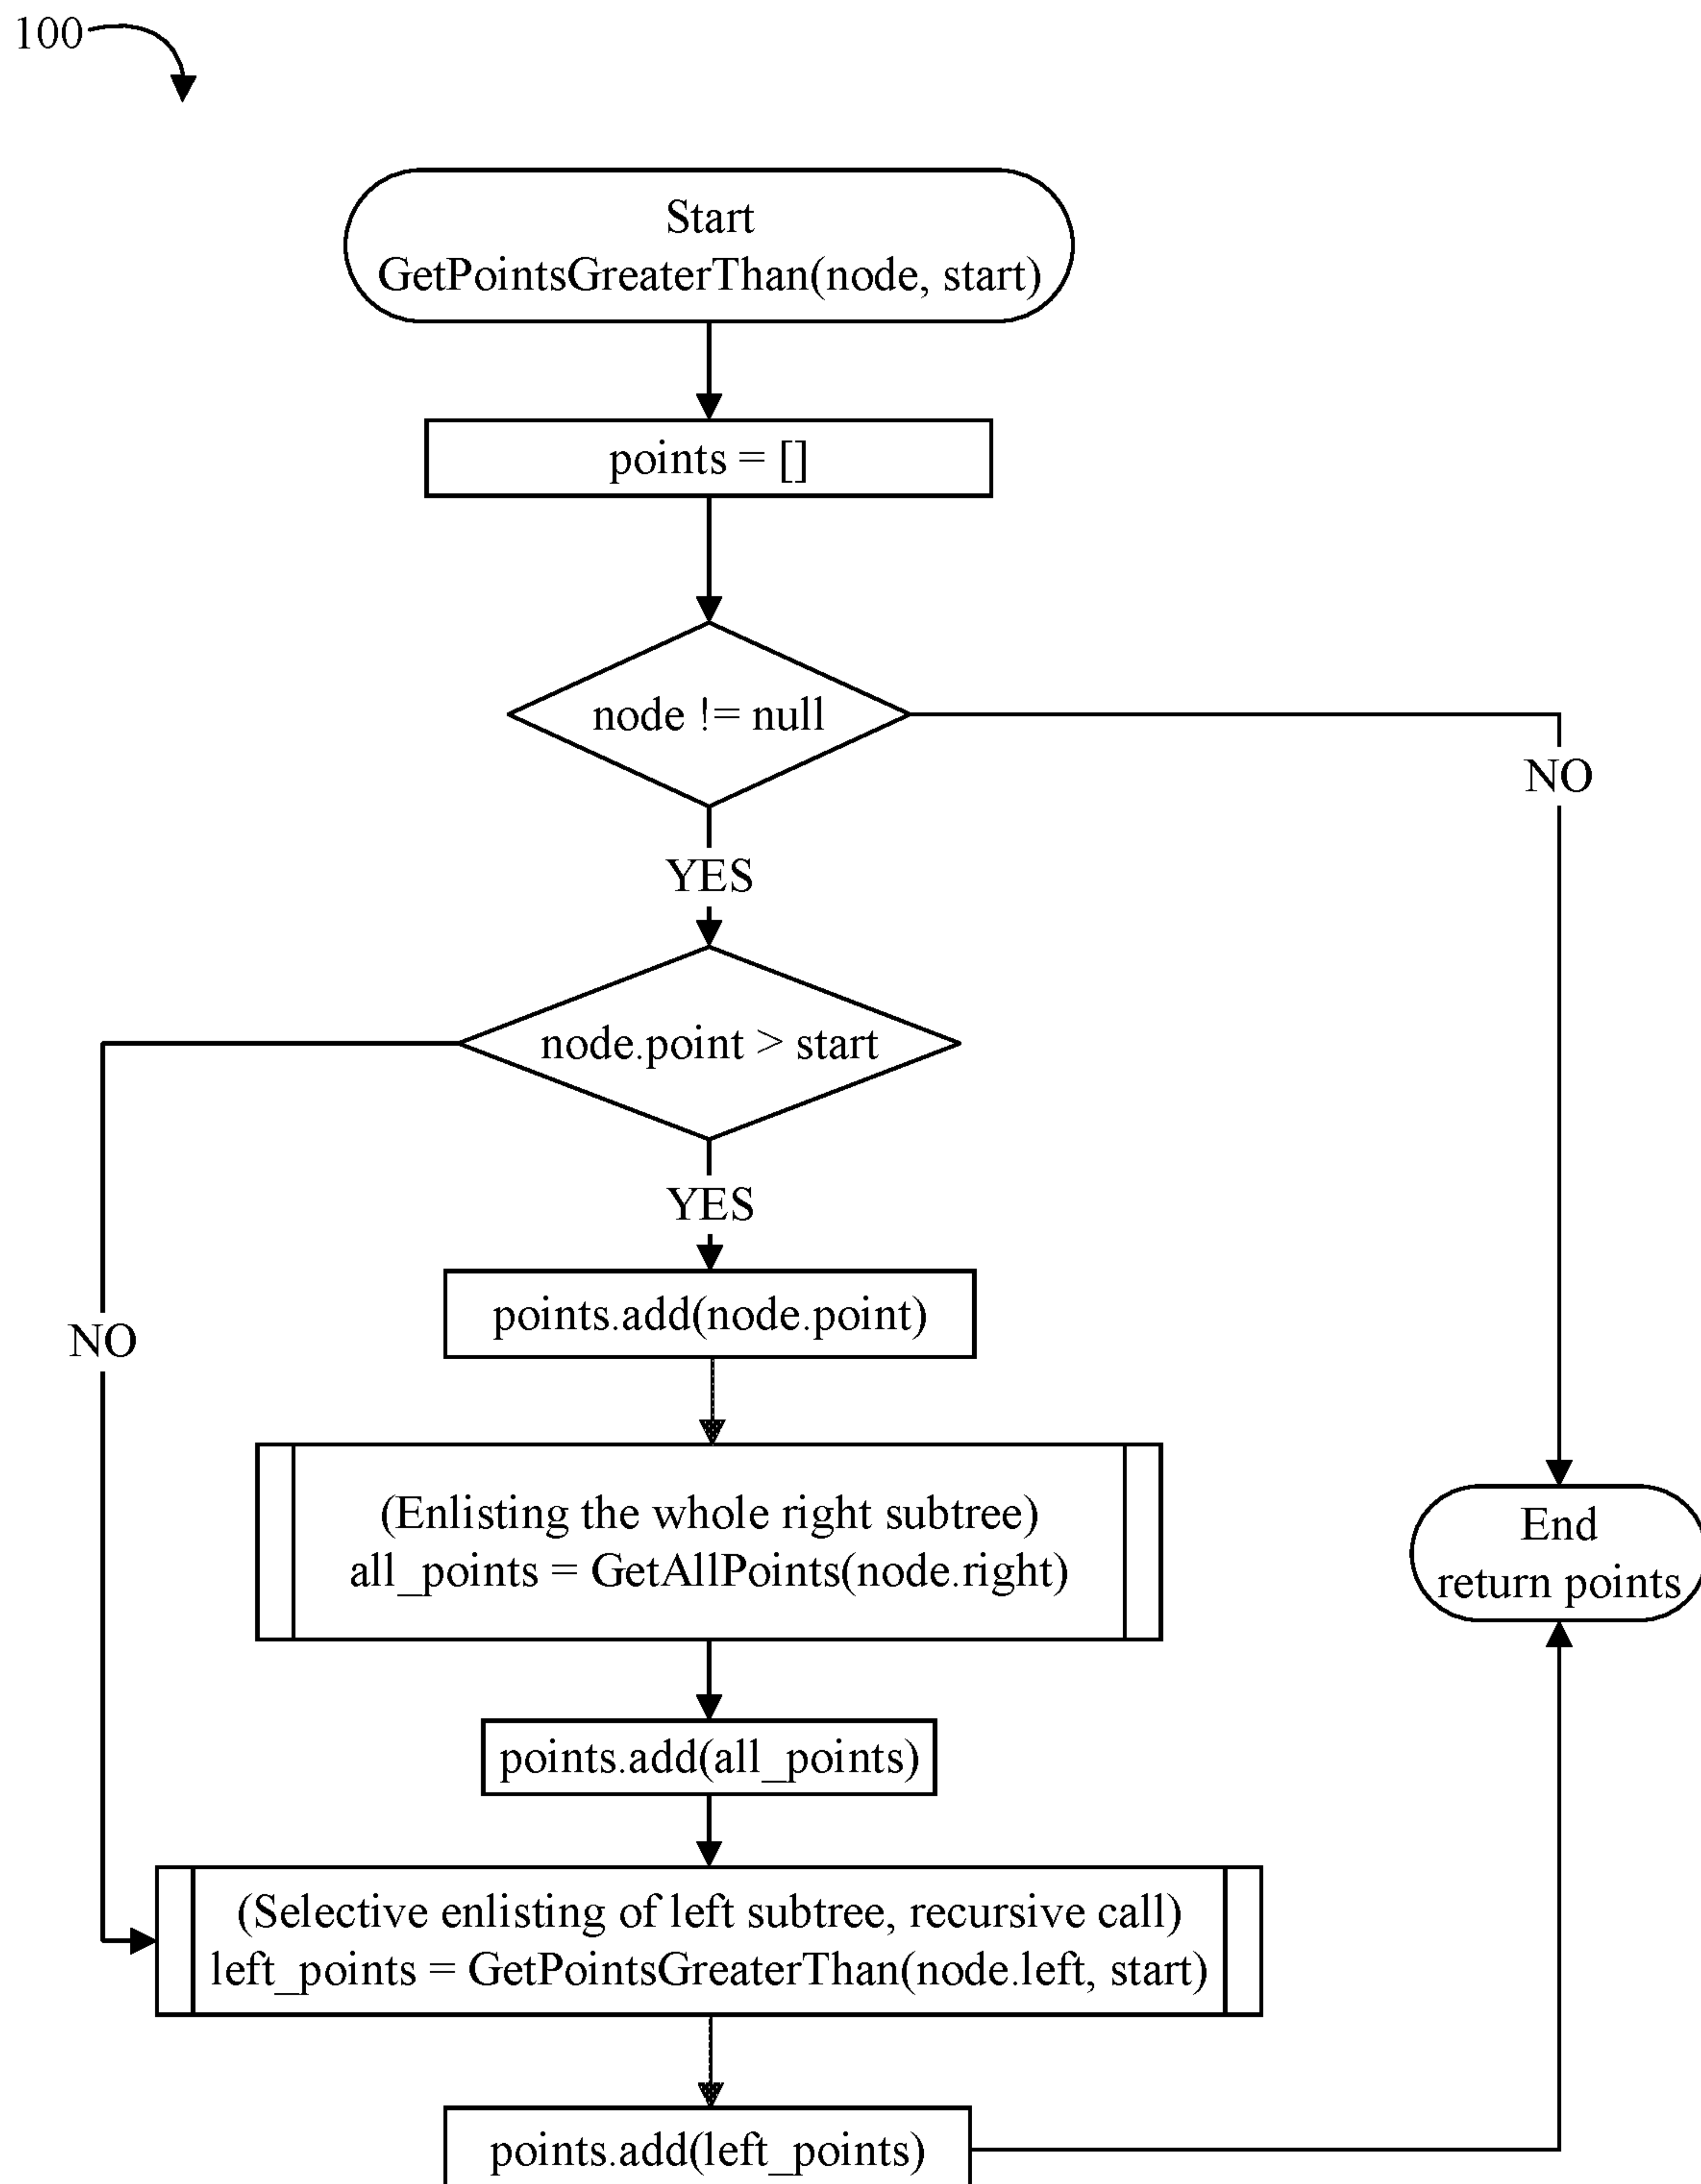 100
Start
GetPointsGreaterThan(node, start)
points = []
node != null
NO
YES
node.point > start
YES
points.add(node.point)
NO
(Enlisting the whole right subtree)
all_points = GetAllPoints(node.right)
End
return points
points.add(all_points)
(Selective enlisting of left subtree, recursive call)
left_points = GetPointsGreaterThan(node.left, start)
points.add(left_points)